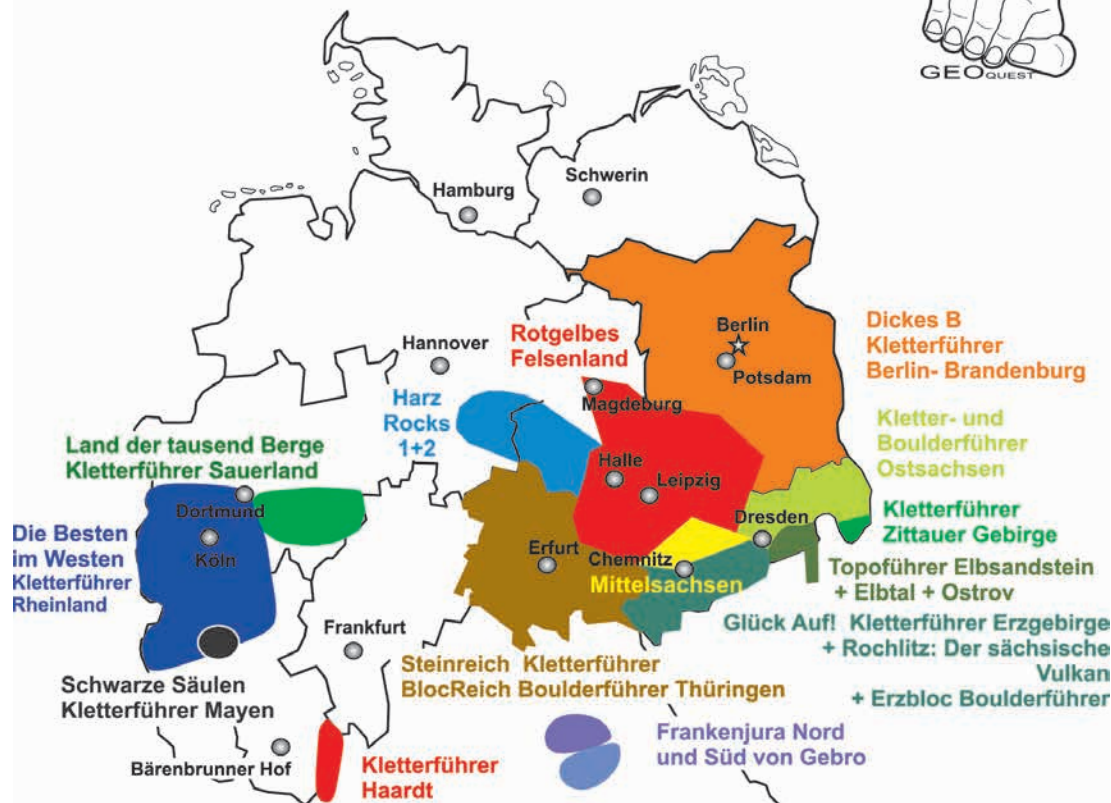 GEOQUEST
Schwerin
Hamburg
Berlin
Potsdam
Dickes B
Kletterführer
Berlin- Brandenburg
Rotgelbes
Felsenland
Hannover
Magdeburg
Harz
Rocks
1+2
Kletter- und
Boulderführer
Ostsachsen
Land der tausend Berge
Kletterführer Sauerland
Halle
Leipzig
Dortmund
Dresden
Kletterführer
Zittauer Gebirge
Die Besten
im Westen
Kletterführer
Rheinland
Köln
Erfurt
Chemnitz
Mittelsachsen
Topoführer Elbsandstein
+ Elbtal + Ostrov
Glück Auf! Kletterführer Erzgebirge
+ Rochlitz: Der sächsische
Vulkan
+ Erzbloc Boulderführer
Frankfurt
Steinreich Kletterführer
BlocReich Boulderführer Thüringen
Schwarze Säulen
Kletterführer Mayen
Frankenjura Nord
und Süd von Gebro
Bärenbrunner Hof
Kletterführer
Haardt